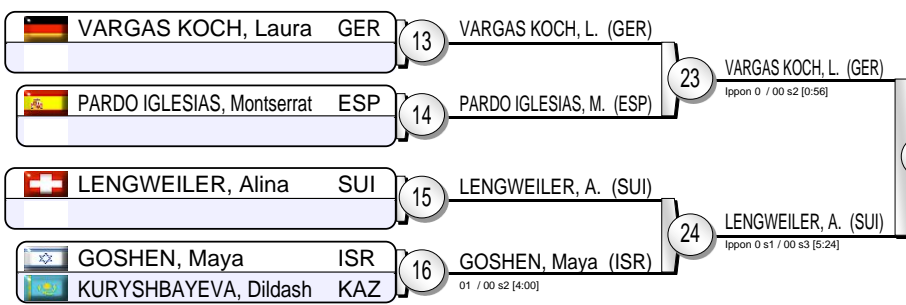 VARGAS KOCH, Laura GER
13
VARGAS KOCH, L. (GER)
23
VARGAS KOCH, L. (GER)
Ippon 0 / 00 s2 [0:56]
PARDO IGLESIAS, Montserrat ESP
14
PARDO IGLESIAS, M. (ESP)
LENGWEILER, Alina SUI
15
LENGWEILER, A. (SUI)
24
LENGWEILER, A. (SUI)
Ippon 0 s1 / 00 s3 [5:24]
GOSHEN, Maya ISR
16
GOSHEN, Maya (ISR)
01 / 00 s2 [4:00]
KURYSHBAYEVA, Dildash KAZ